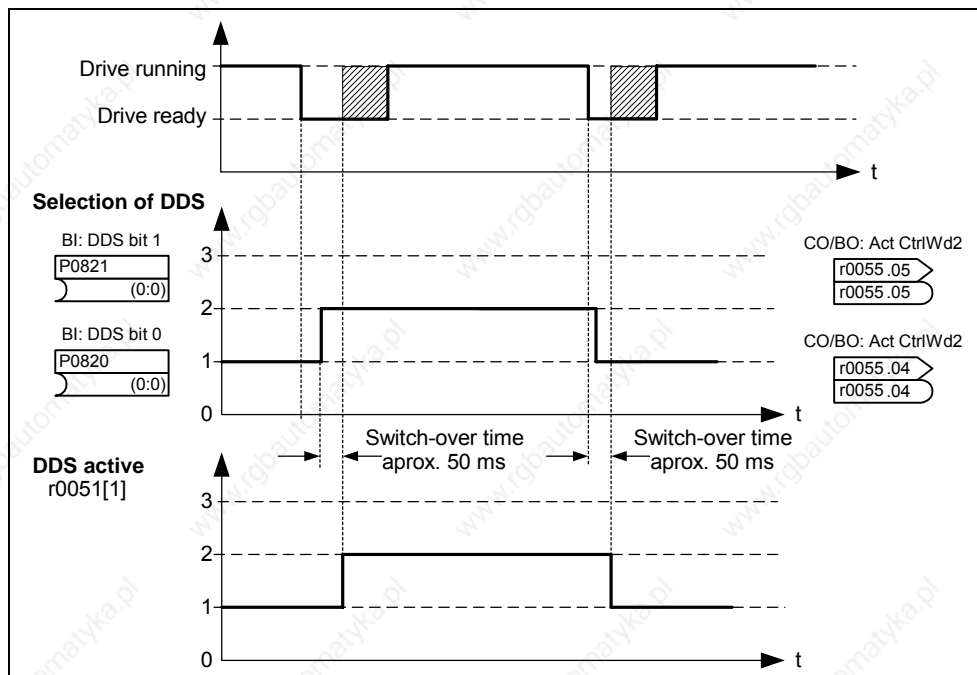 Drive running
Drive ready
t
Selection of DDS
BI: DDS bit 1
P0821
(0:0)
BI: DDS bit 0
P0820
(0:0)
3
2
1
0
t
CO/BO: Act CtrlWd2
r0055 .05
r0055 .05
CO/BO: Act CtrlWd2
r0055 .04
r0055 .04
Switch-over time
aprox. 50 ms
Switch-over time
aprox. 50 ms
DDS active
r0051[1]
3
2
1
0
t
www.rgbautomatyka.pl